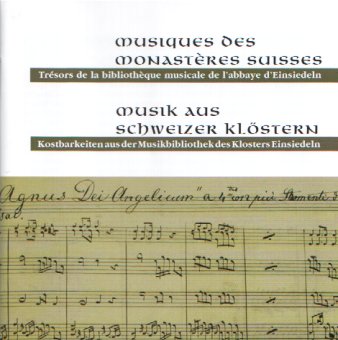 musiques des
monastères suisses
Trésors de la bibliothèque musicale de l'abbaye d'Einsiedeln
musik aus
schweizer klöstern
Kostbarkeiten aus der Musikbibliothek des Klosters Einsiedeln
Agnus Dei Angelicum" a 4 con più